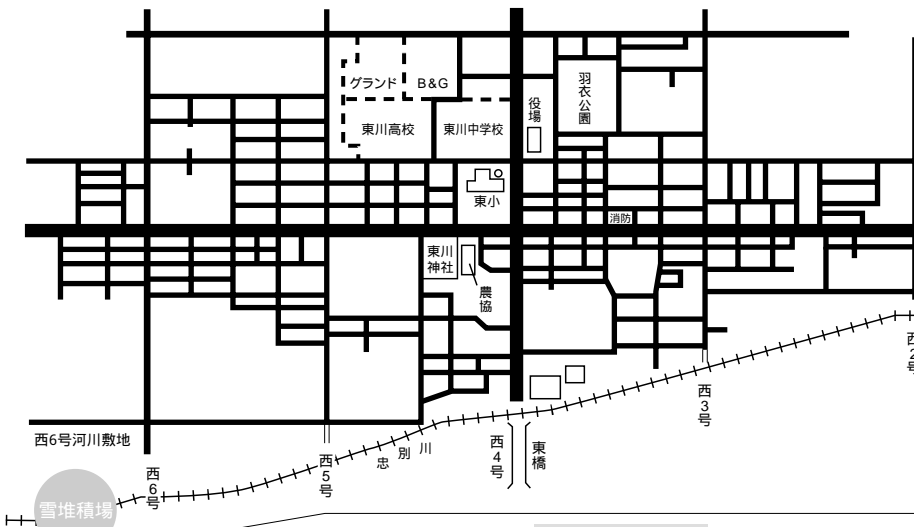 グランド
B&G
羽衣公園
役場
東川高校
東川中学校
東小
消防
東川
神社
農協
西2号
西3号
西4号
東橋
忠別川
西5号
西6号
西6号河川敷地
雪堆積場